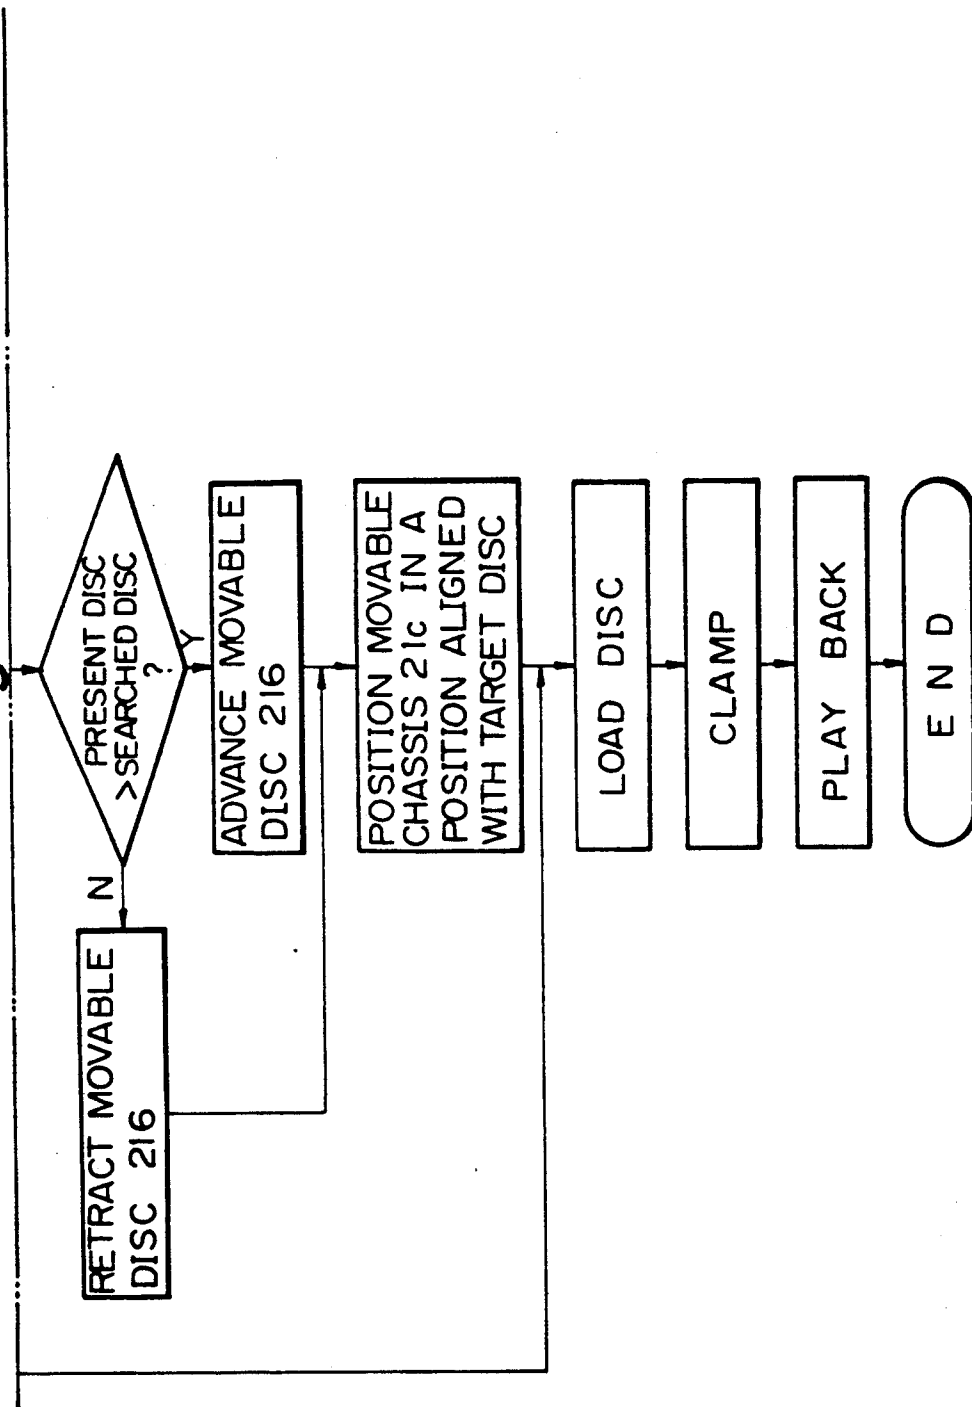 PRESENT DISC
>SEARCHED DISC
?
Y
N
RETRACT MOVABLE
DISC 216
ADVANCE MOVABLE
DISC 216
POSITION MOVABLE
CHASSIS 21c IN A
POSITION ALIGNED
WITH TARGET DISC
LOAD DISC
CLAMP
PLAY BACK
END